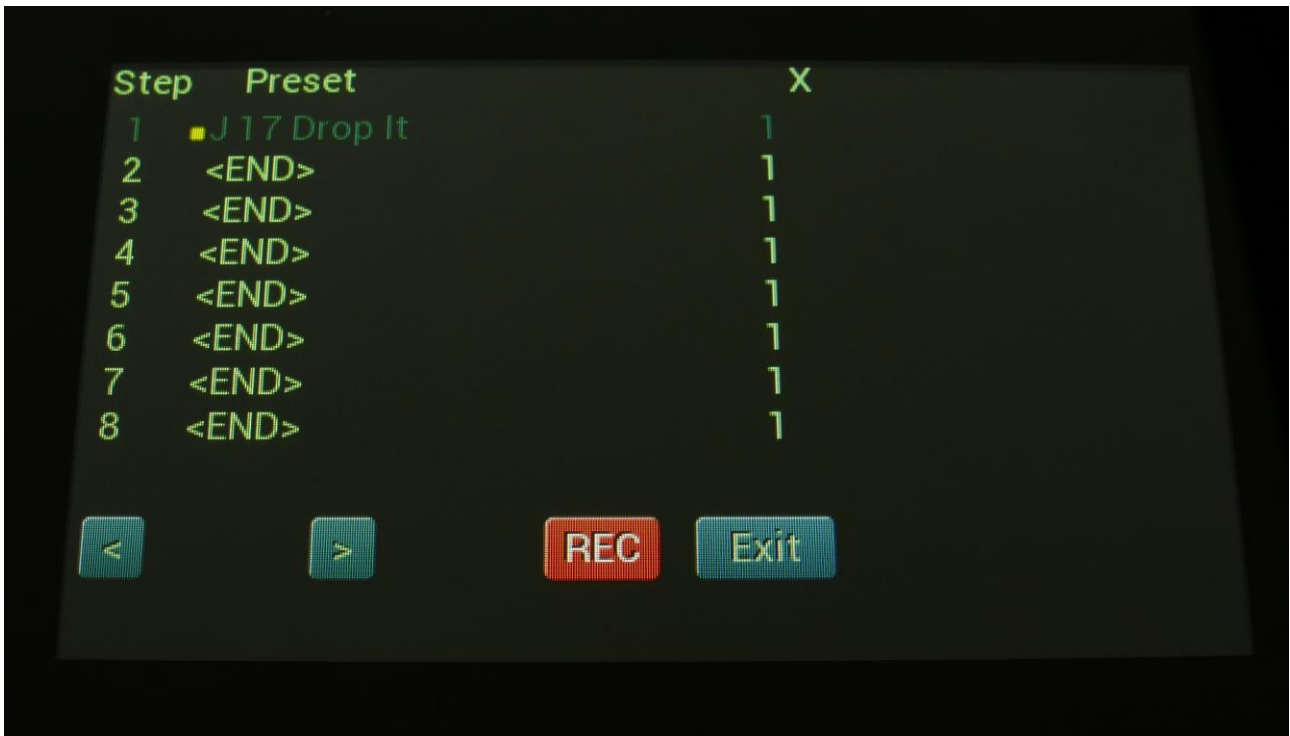 Step Preset X
1 J 17 Drop It 1
2 <END> 1
3 <END> 1
4 <END> 1
5 <END> 1
6 <END> 1
7 <END> 1
8 <END> 1
< > REC Exit